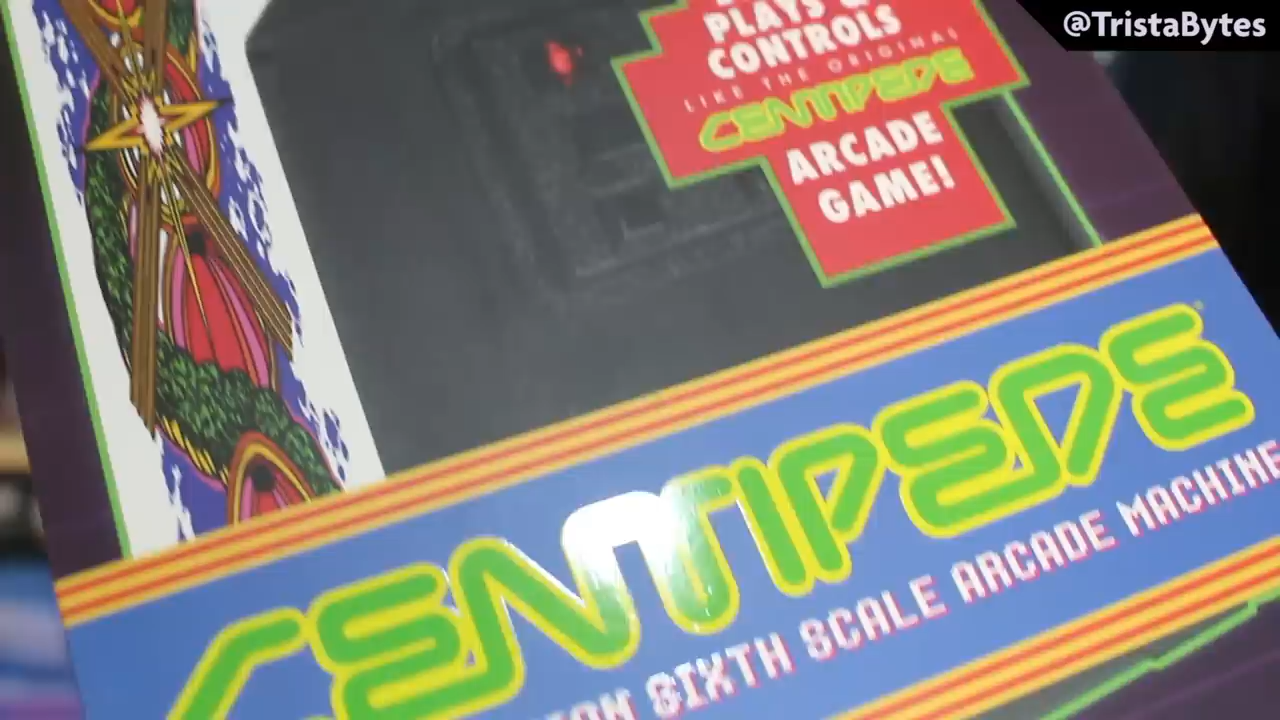 @TristaBytes
PLAYS &
CONTROLS
LIKE THE ORIGINAL
CENTIPEDE
ARCADE
GAME!
CENTIPEDE
SIXTH SCALE ARCADE MACHINE